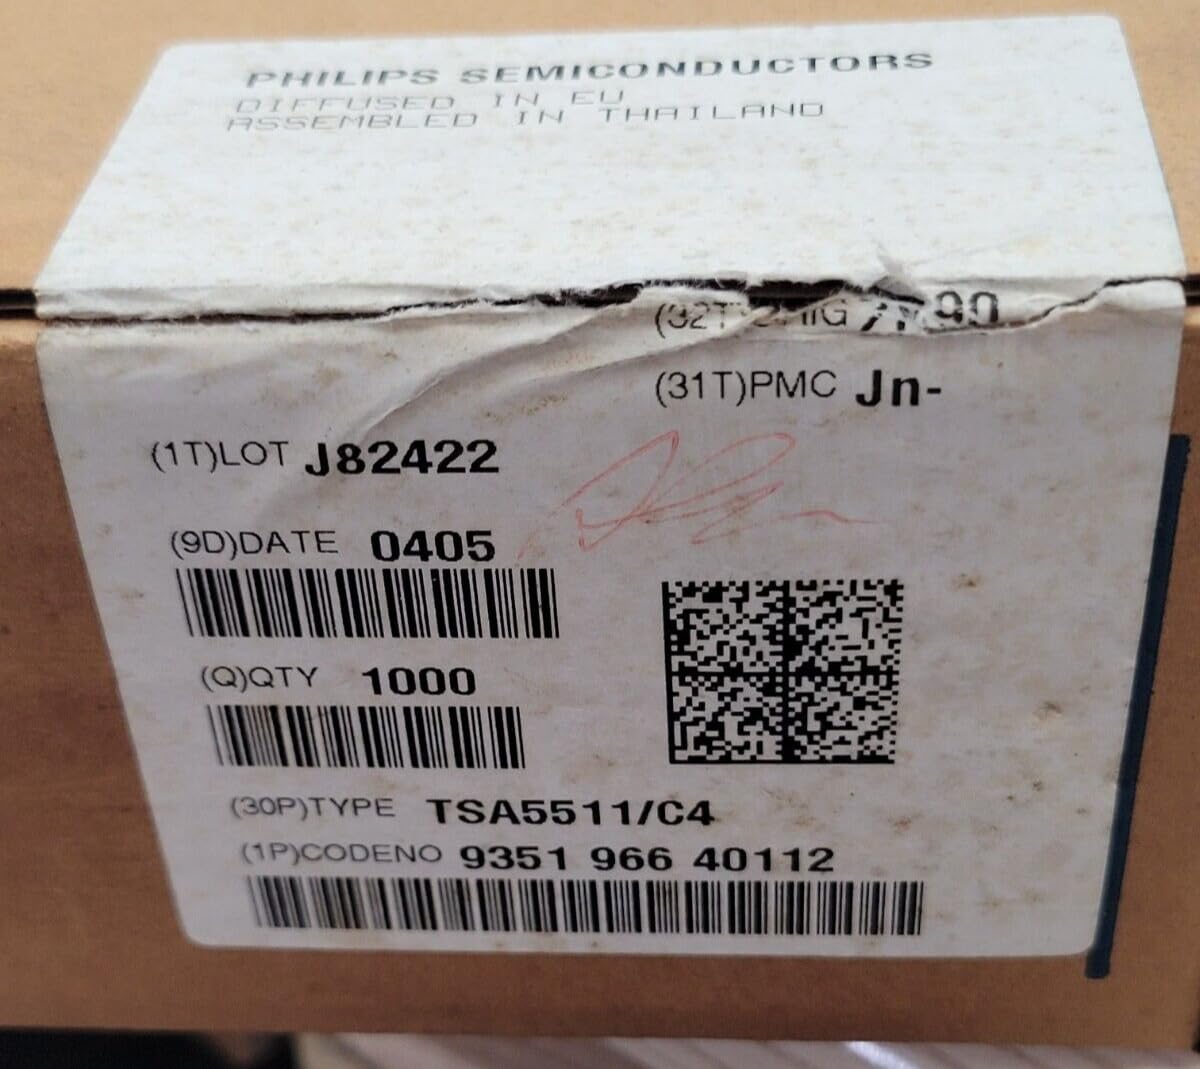 PHILIPS SEMICONDUCTORS
DIFFUSED IN EU
ASSEMBLED IN THAILAND
(31T)PMC Jn-
(1T)LOT J82422
(9D)DATE 0405
(Q)QTY 1000
(30P)TYPE TSA5511/C4
(1P)CODENO 9351 966 40112